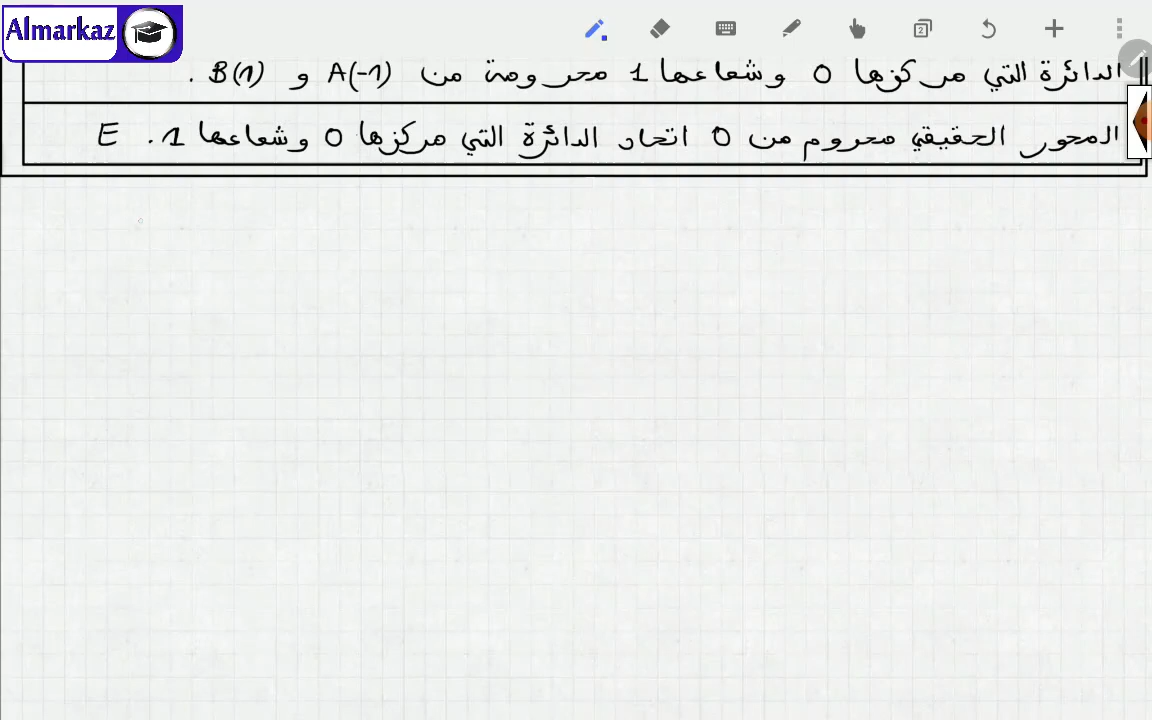 Almarkaz
الدائرة التي مركزها O وشعاعها 1 محرومة من A(-1) و B(1) .
المحور الحقيقي محروم من O اتحاد الدائرة التي مركزها O وشعاعها 1. E